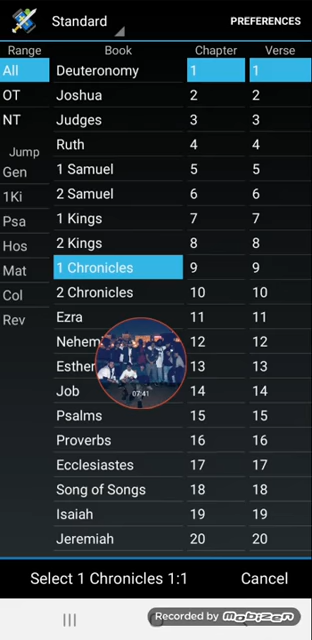 Standard PREFERENCES
Range Book Chapter Verse
All Deuteronomy 1 1
OT Joshua 2 2
NT Judges 3 3
Ruth 4 4
Jump
Gen 1 Samuel 5 5
1Ki 2 Samuel 6 6
Psa 1 Kings 7 7
Hos 2 Kings 8 8
Mat 1 Chronicles 9 9
Col 2 Chronicles 10 10
Rev Ezra 11 11
Nehem 12 12
Esther 13 13
Job 14 14
07:41
Psalms 15 15
Proverbs 16 16
Ecclesiastes 17 17
Song of Songs 18 18
Isaiah 19 19
Jeremiah 20 20
Select 1 Chronicles 1:1 Cancel
Recorded by Mobizen